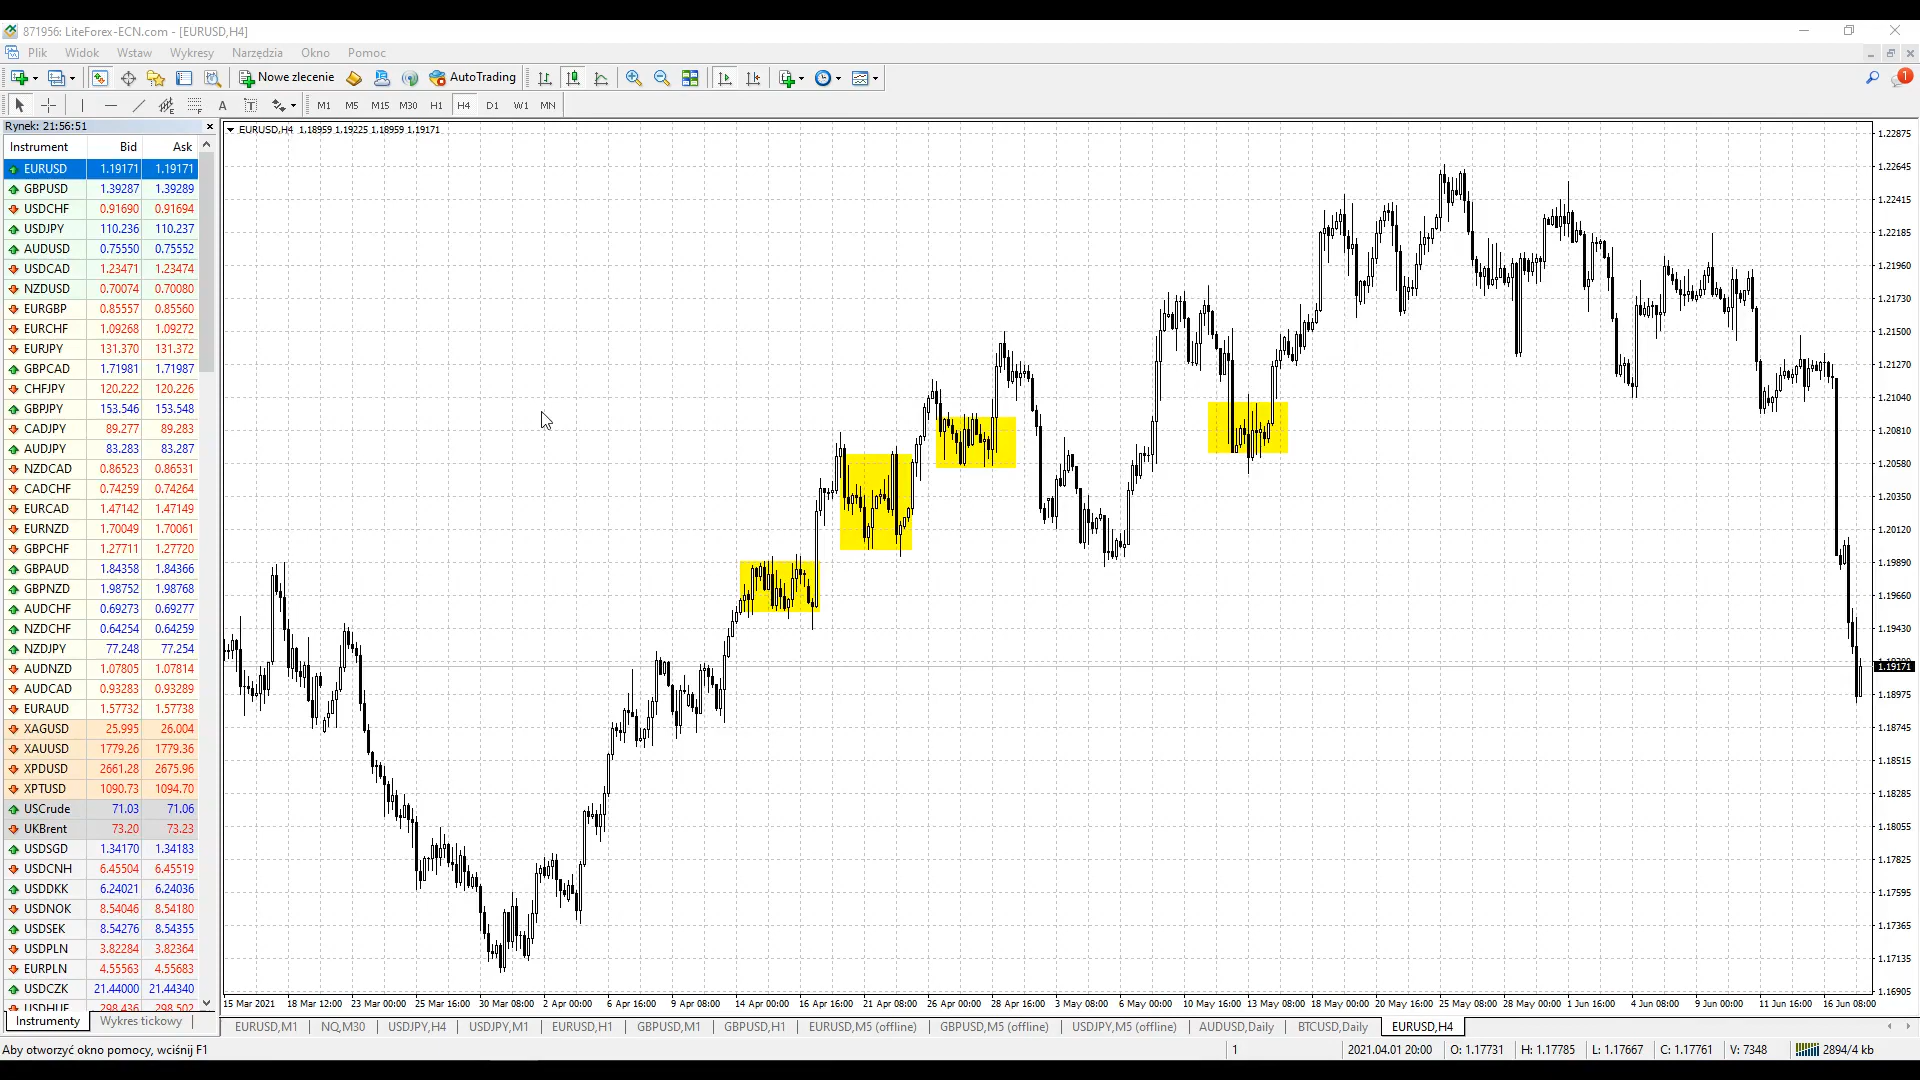 871956: LiteForex-ECN.com - [EURUSD,H4]
Plik Widok Wstaw Wykresy Narzędzia Okno Pomoc
Nowe zlecenie AutoTrading 1
A T M1 M5 M15 M30 H1 H4 D1 W1 MN
Rynek: 21:56:51
Instrument Bid Ask
EURUSD 1.19171 1.19171
GBPUSD 1.39287 1.39289
USDCHF 0.91690 0.91694
USDJPY 110.236 110.237
AUDUSD 0.75550 0.75552
USDCAD 1.23471 1.23474
NZDUSD 0.70074 0.70080
EURGBP 0.85557 0.85560
EURCHF 1.09268 1.09272
EURJPY 131.370 131.372
GBPCAD 1.71981 1.71987
CHFJPY 120.222 120.226
GBPJPY 153.546 153.548
CADJPY 89.277 89.283
AUDJPY 83.283 83.287
NZDCAD 0.86523 0.86531
CADCHF 0.74259 0.74264
EURCAD 1.47142 1.47149
EURNZD 1.70049 1.70061
GBPCHF 1.27711 1.27720
GBPAUD 1.84358 1.84366
GBPNZD 1.98752 1.98768
AUDCHF 0.69273 0.69277
NZDCHF 0.64254 0.64259
NZDJPY 77.248 77.254
AUDNZD 1.07805 1.07814
AUDCAD 0.93283 0.93289
EURAUD 1.57732 1.57738
XAGUSD 25.995 26.004
XAUUSD 1779.26 1779.36
XPDUSD 2661.28 2675.96
XPTUSD 1090.73 1094.70
USCrude 71.03 71.06
UKBrent 73.20 73.23
USDSGD 1.34170 1.34183
USDCNH 6.45504 6.45519
USDDKK 6.24021 6.24036
USDNOK 8.54046 8.54180
USDSEK 8.54276 8.54355
USDPLN 3.82284 3.82364
EURPLN 4.55563 4.55683
USDCZK 21.44000 21.44340
USDHUF 298.436 298.502
Instrumenty Wykres tickowy
EURUSD,H4 1.18959 1.19225 1.18959 1.19171
1.22875
1.22645
1.22415
1.22185
1.21960
1.21730
1.21500
1.21270
1.21040
1.20810
1.20580
1.20350
1.20120
1.19890
1.19660
1.19430
1.19171
1.18975
1.18745
1.18515
1.18285
1.18055
1.17825
1.17595
1.17365
1.17135
1.16905
15 Mar 2021 18 Mar 12:00 23 Mar 00:00 25 Mar 16:00 30 Mar 08:00 2 Apr 00:00 6 Apr 16:00 9 Apr 08:00 14 Apr 00:00 16 Apr 16:00 21 Apr 08:00 26 Apr 00:00 28 Apr 16:00 3 May 08:00 6 May 00:00 10 May 16:00 13 May 08:00 18 May 00:00 20 May 16:00 25 May 08:00 28 May 00:00 1 Jun 16:00 4 Jun 08:00 9 Jun 00:00 11 Jun 16:00 16 Jun 08:00
EURUSD,M1 NQ,M30 USDJPY,H4 USDJPY,M1 EURUSD,H1 GBPUSD,M1 GBPUSD,H1 EURUSD,M5 (offline) GBPUSD,M5 (offline) USDJPY,M5 (offline) AUDUSD,Daily BTCUSD,Daily EURUSD,H4
Aby otworzyć okno pomocy, wciśnij F1 1 2021.04.01 20:00 O: 1.17731 H: 1.17785 L: 1.17667 C: 1.17761 V: 7348 2894/4 kb